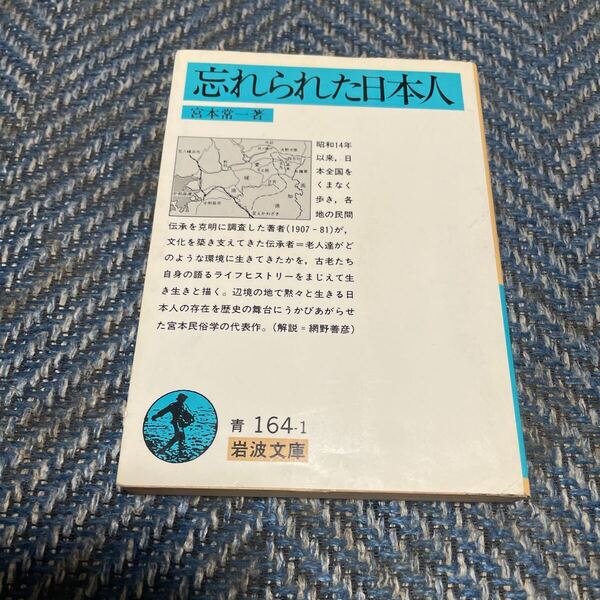 忘れられた日本人
宮本常一著
昭和14年
以来，日
本全国を
くまなく
歩き，各
地の民間
伝承を克明に調査した著者(1907－81)が，
文化を築き支えてきた伝承者＝老人達がど
のような環境に生きてきたかを，古老たち
自身の語るライフヒストリーをまじえて生
き生きと描く。辺境の地で黙々と生きる日
本人の存在を歴史の舞台にうかびあがらせ
た宮本民俗学の代表作。（解説＝網野善彦）
青 164-1
岩波文庫